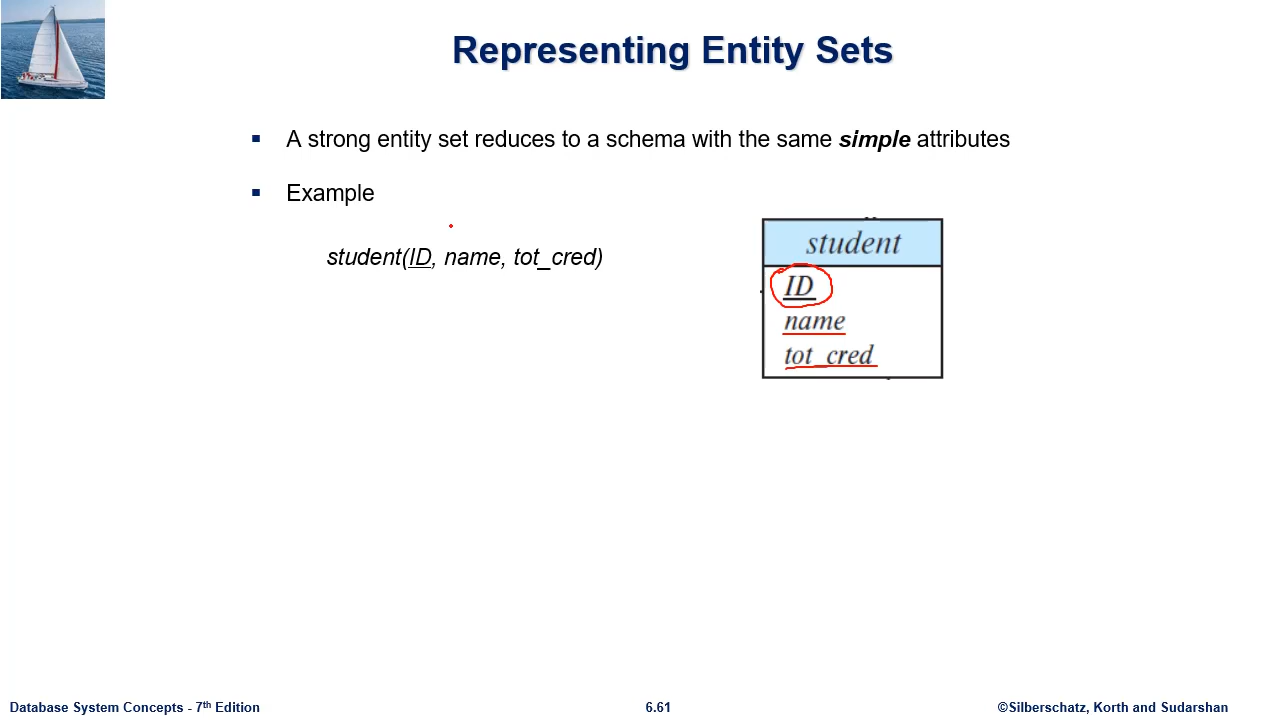 Representing Entity Sets
▪ A strong entity set reduces to a schema with the same simple attributes
▪ Example
student(ID, name, tot_cred)
student
ID
name
tot_cred
Database System Concepts - 7th Edition
6.61
©Silberschatz, Korth and Sudarshan